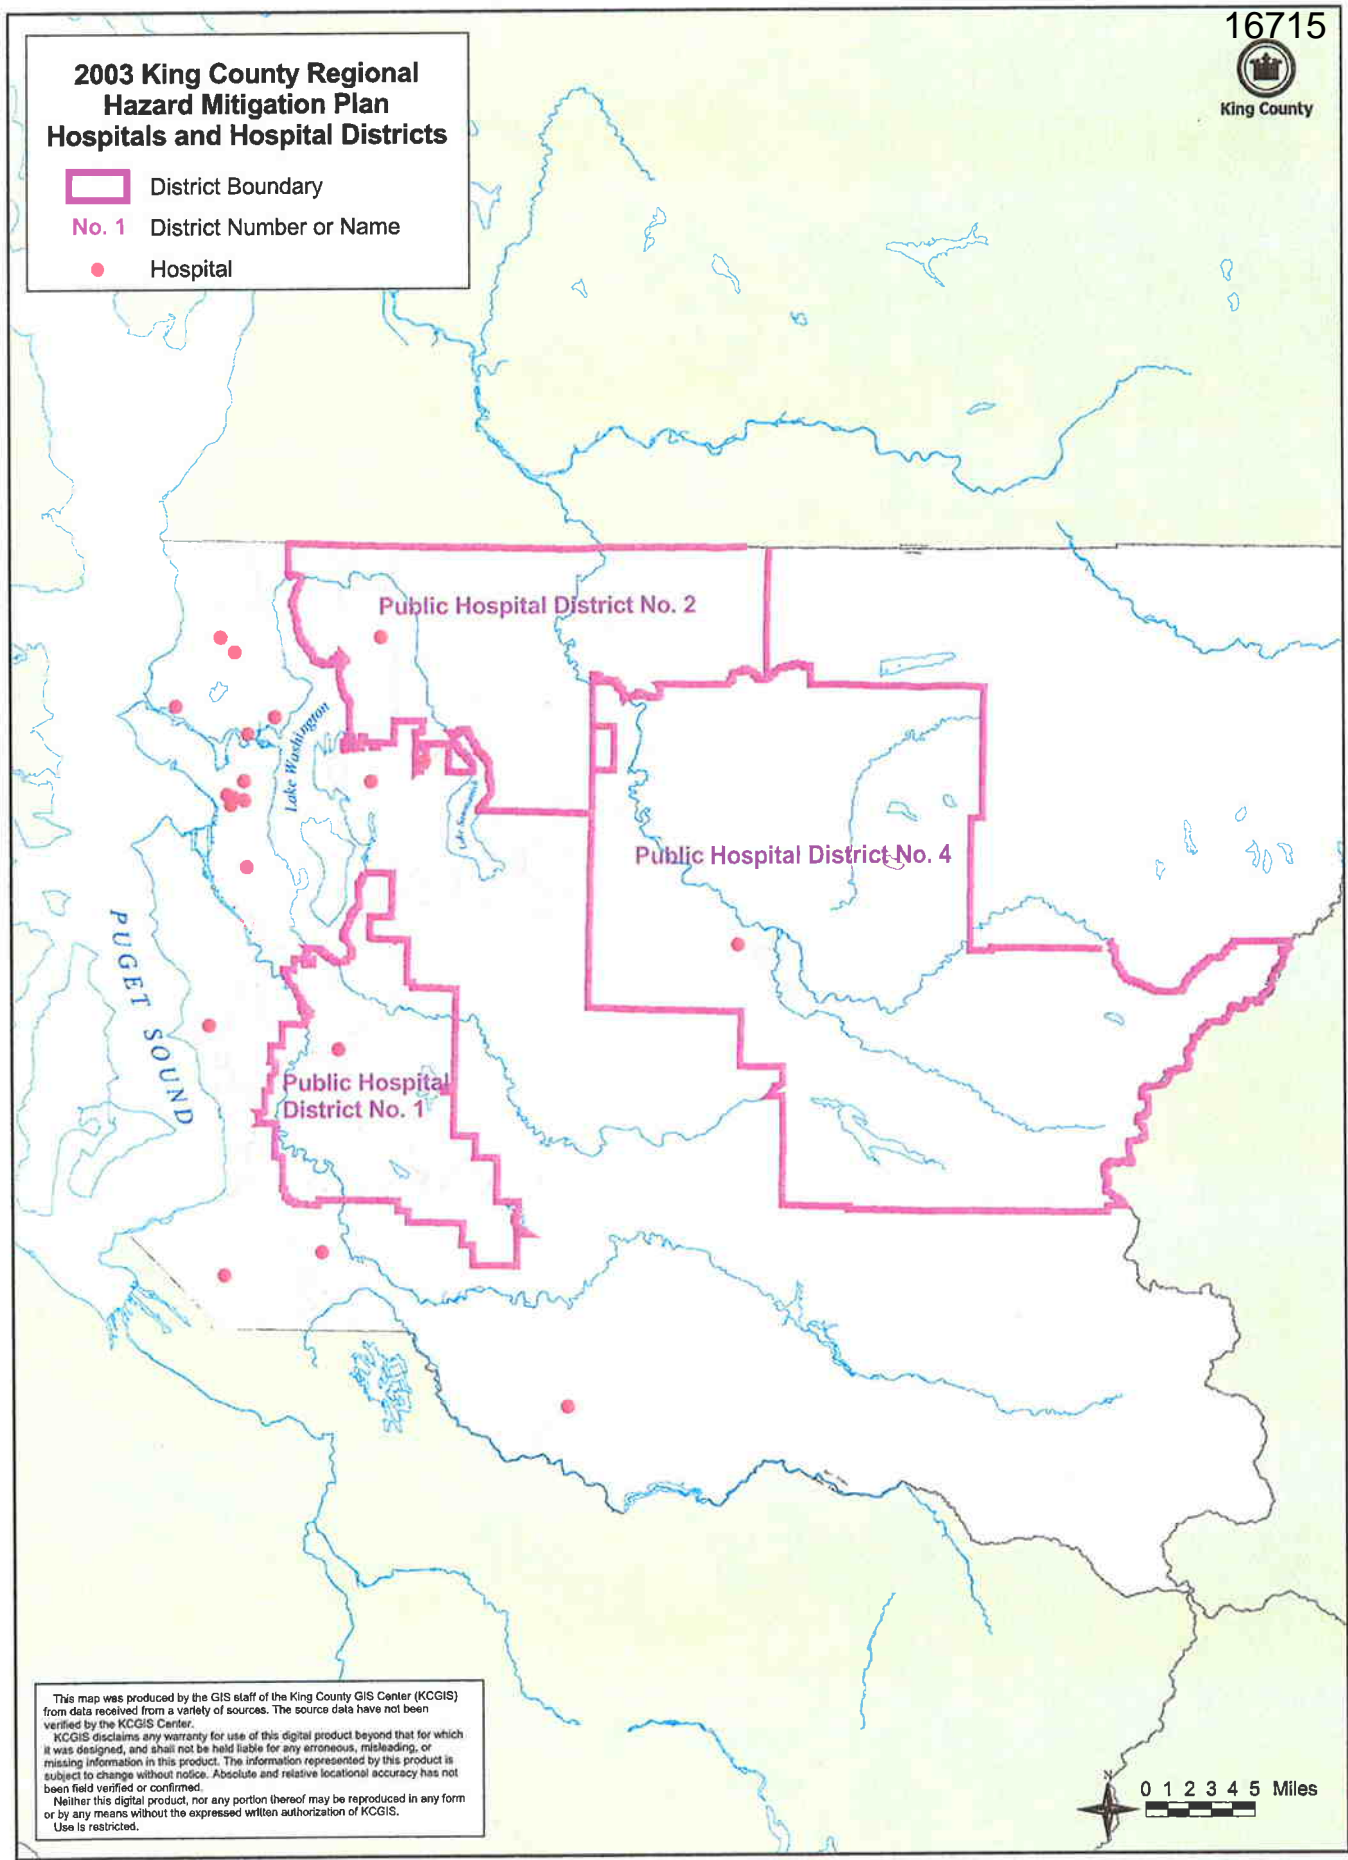 16715
King County
2003 King County Regional
Hazard Mitigation Plan
Hospitals and Hospital Districts
District Boundary
No. 1 District Number or Name
Hospital
Public Hospital District No. 2
Lake Washington
Lake Sammamish
Public Hospital District No. 4
PUGET SOUND
Public Hospital
District No. 1
This map was produced by the GIS staff of the King County GIS Center (KCGIS)
from data received from a variety of sources. The source data have not been
verified by the KCGIS Center.
KCGIS disclaims any warranty for use of this digital product beyond that for which
it was designed, and shall not be held liable for any erroneous, misleading, or
missing information in this product. The information represented by this product is
subject to change without notice. Absolute and relative locational accuracy has not
been field verified or confirmed.
Neither this digital product, nor any portion thereof may be reproduced in any form
or by any means without the expressed written authorization of KCGIS.
Use is restricted.
N
0 1 2 3 4 5 Miles